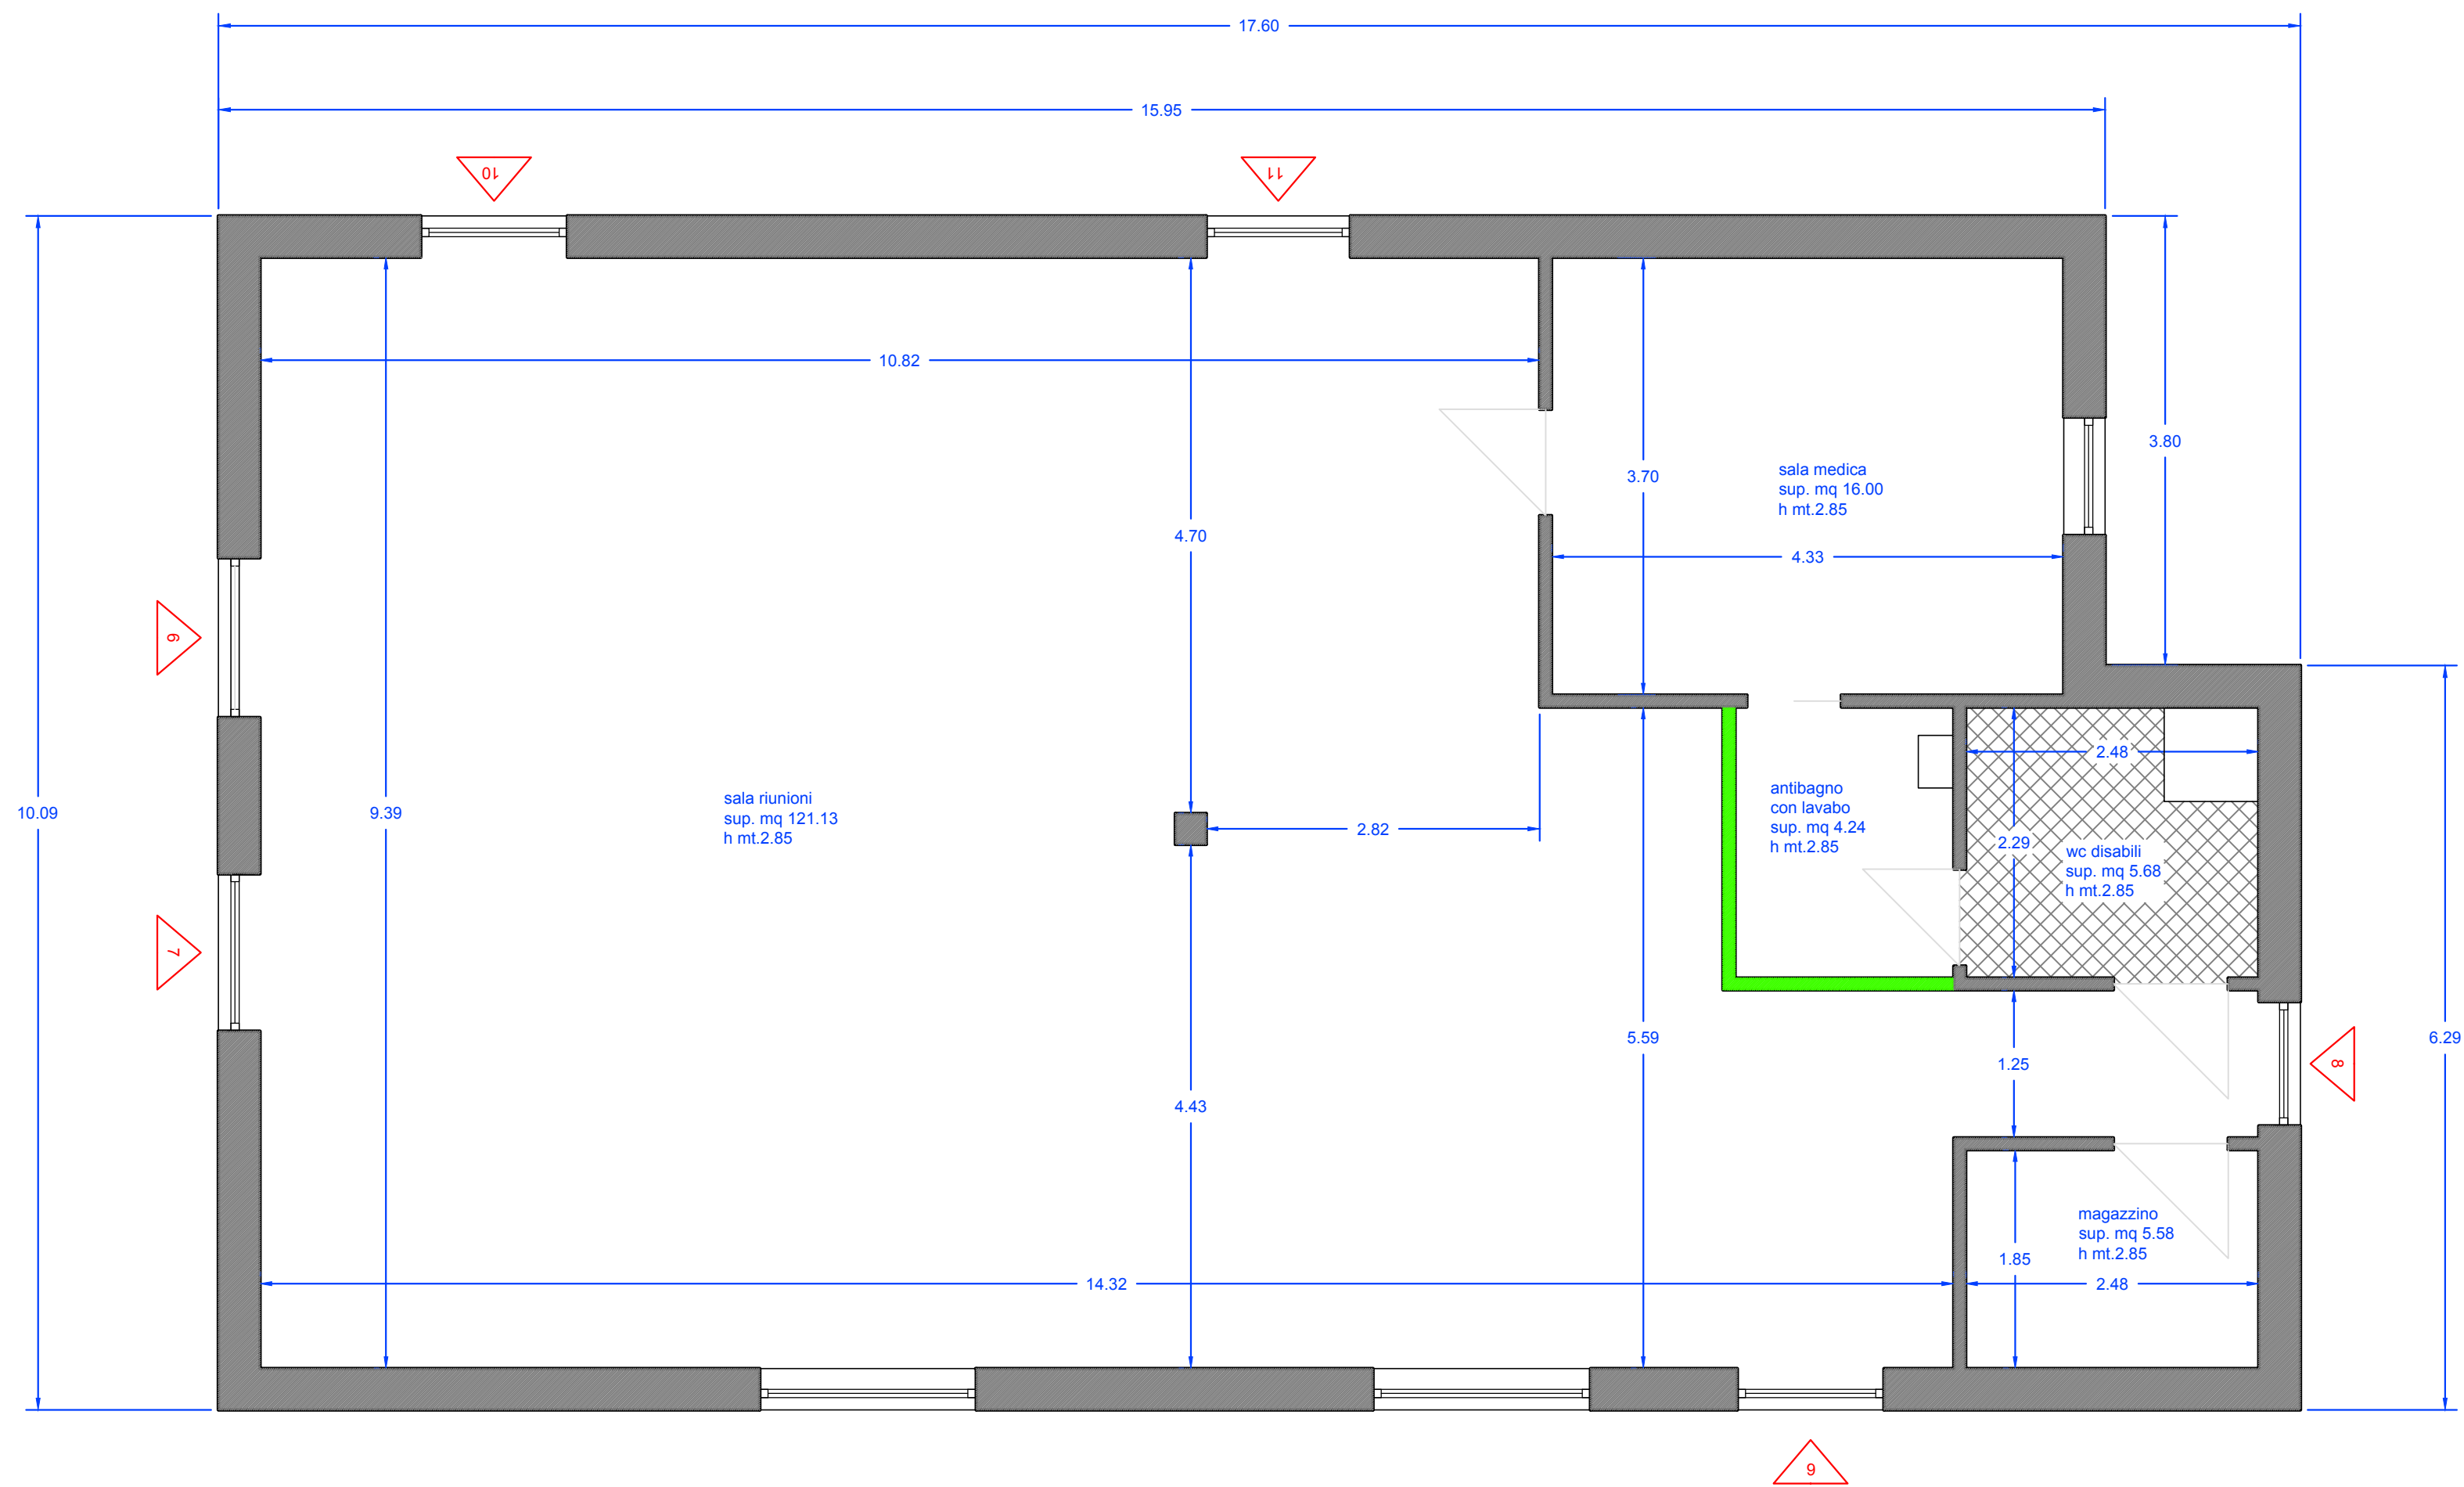 17.60
15.95
10
11
10.82
3.80
sala medica
sup. mq 16.00
h mt.2.85
3.70
4.70
4.33
6
2.48
10.09
9.39
sala riunioni
sup. mq 121.13
h mt.2.85
2.82
antibagno
con lavabo
sup. mq 4.24
h mt.2.85
2.29
wc disabili
sup. mq 5.68
h mt.2.85
7
5.59
6.29
1.25
8
4.43
magazzino
sup. mq 5.58
h mt.2.85
1.85
14.32
2.48
9